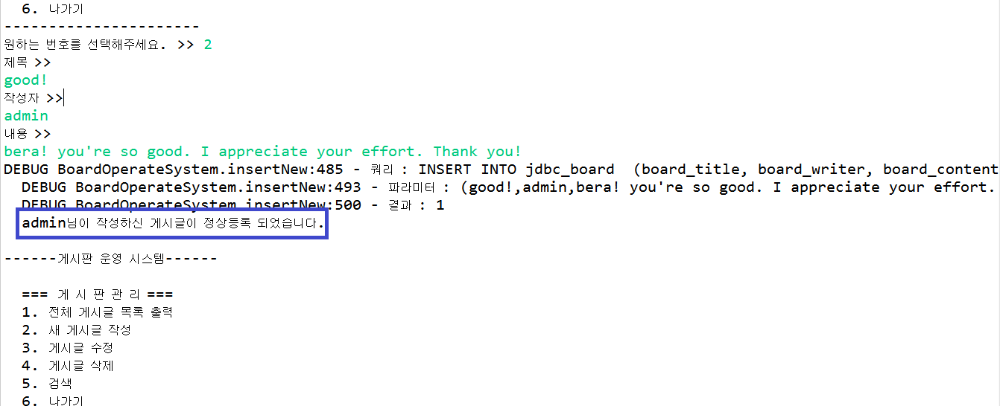 6. 나가기
----------------------
원하는 번호를 선택해주세요. >> 2
제목 >>
good!
작성자 >>
admin
내용 >>
bera! you're so good. I appreciate your effort. Thank you!
DEBUG BoardOperateSystem.insertNew:485 - 쿼리 : INSERT INTO jdbc_board  (board_title, board_writer, board_content
DEBUG BoardOperateSystem.insertNew:493 - 파라미터 : (good!,admin,bera! you're so good. I appreciate your effort.
DEBUG BoardOperateSystem.insertNew:500 - 결과 : 1
admin님이 작성하신 게시글이 정상등록 되었습니다.
------게시판 운영 시스템------
=== 게 시 판 관 리 ===
1. 전체 게시글 목록 출력
2. 새 게시글 작성
3. 게시글 수정
4. 게시글 삭제
5. 검색
6. 나가기